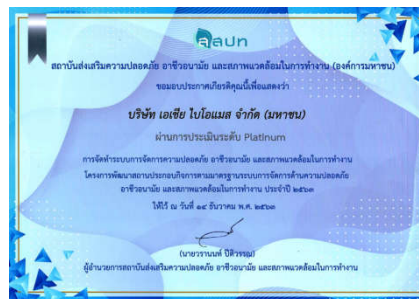 สสปท
สถาบันส่งเสริมความปลอดภัย อาชีวอนามัย และสภาพแวดล้อมในการทำงาน (องค์การมหาชน)
ขอมอบประกาศเกียรติคุณนี้เพื่อแสดงว่า
บริษัท เอเชีย ไบโอแมส จำกัด (มหาชน)
ผ่านการประเมินระดับ Platinum
การจัดทำระบบการจัดการความปลอดภัย อาชีวอนามัย และสภาพแวดล้อมในการทำงาน
โครงการพัฒนาสถานประกอบกิจการตามมาตรฐานระบบการจัดการด้านความปลอดภัย
อาชีวอนามัย และสภาพแวดล้อมในการทำงาน ประจำปี ๒๕๖๓
ให้ไว้ ณ วันที่ ๑๔ ธันวาคม พ.ศ. ๒๕๖๓
(นายวรานนท์ ปีติวรรณ)
ผู้อำนวยการสถาบันส่งเสริมความปลอดภัย อาชีวอนามัย และสภาพแวดล้อมในการทำงาน